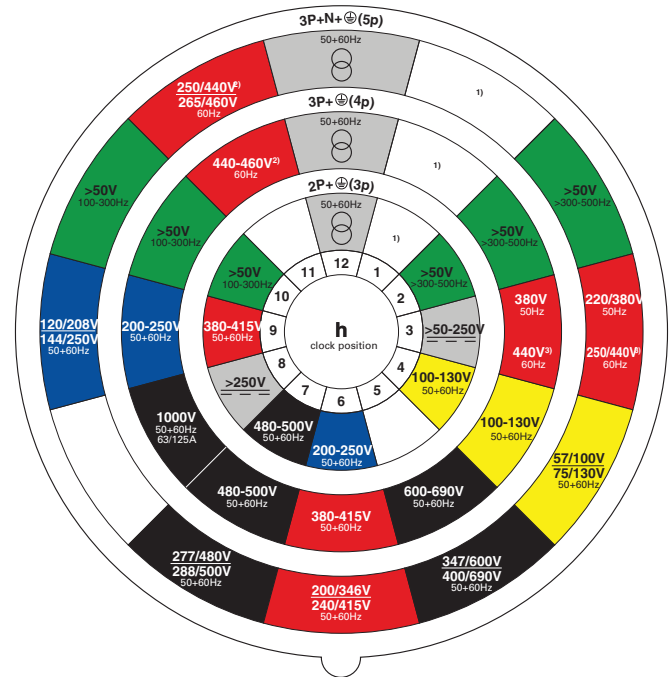 3P+N+⏚(5p)
50+60Hz
1)
>50V
>300-500Hz
220/380V
50Hz
250/440V3)
60Hz
57/100V
75/130V
50+60Hz
347/600V
400/690V
50+60Hz
200/346V
240/415V
50+60Hz
277/480V
288/500V
50+60Hz
120/208V
144/250V
50+60Hz
>50V
100-300Hz
250/440V2)
265/460V
60Hz
3P+⏚(4p)
50+60Hz
1)
>50V
>300-500Hz
380V
50Hz
440V3)
60Hz
100-130V
50+60Hz
600-690V
50+60Hz
380-415V
50+60Hz
480-500V
50+60Hz
1000V
50+60Hz
63/125A
200-250V
50+60Hz
>50V
100-300Hz
440-460V2)
60Hz
2P+⏚(3p)
50+60Hz
1)
>50V
>300-500Hz
>50-250V
100-130V
50+60Hz
200-250V
50+60Hz
480-500V
50+60Hz
>250V
380-415V
50+60Hz
>50V
100-300Hz
12
1
2
3
4
5
6
7
8
9
10
11
h
clock position